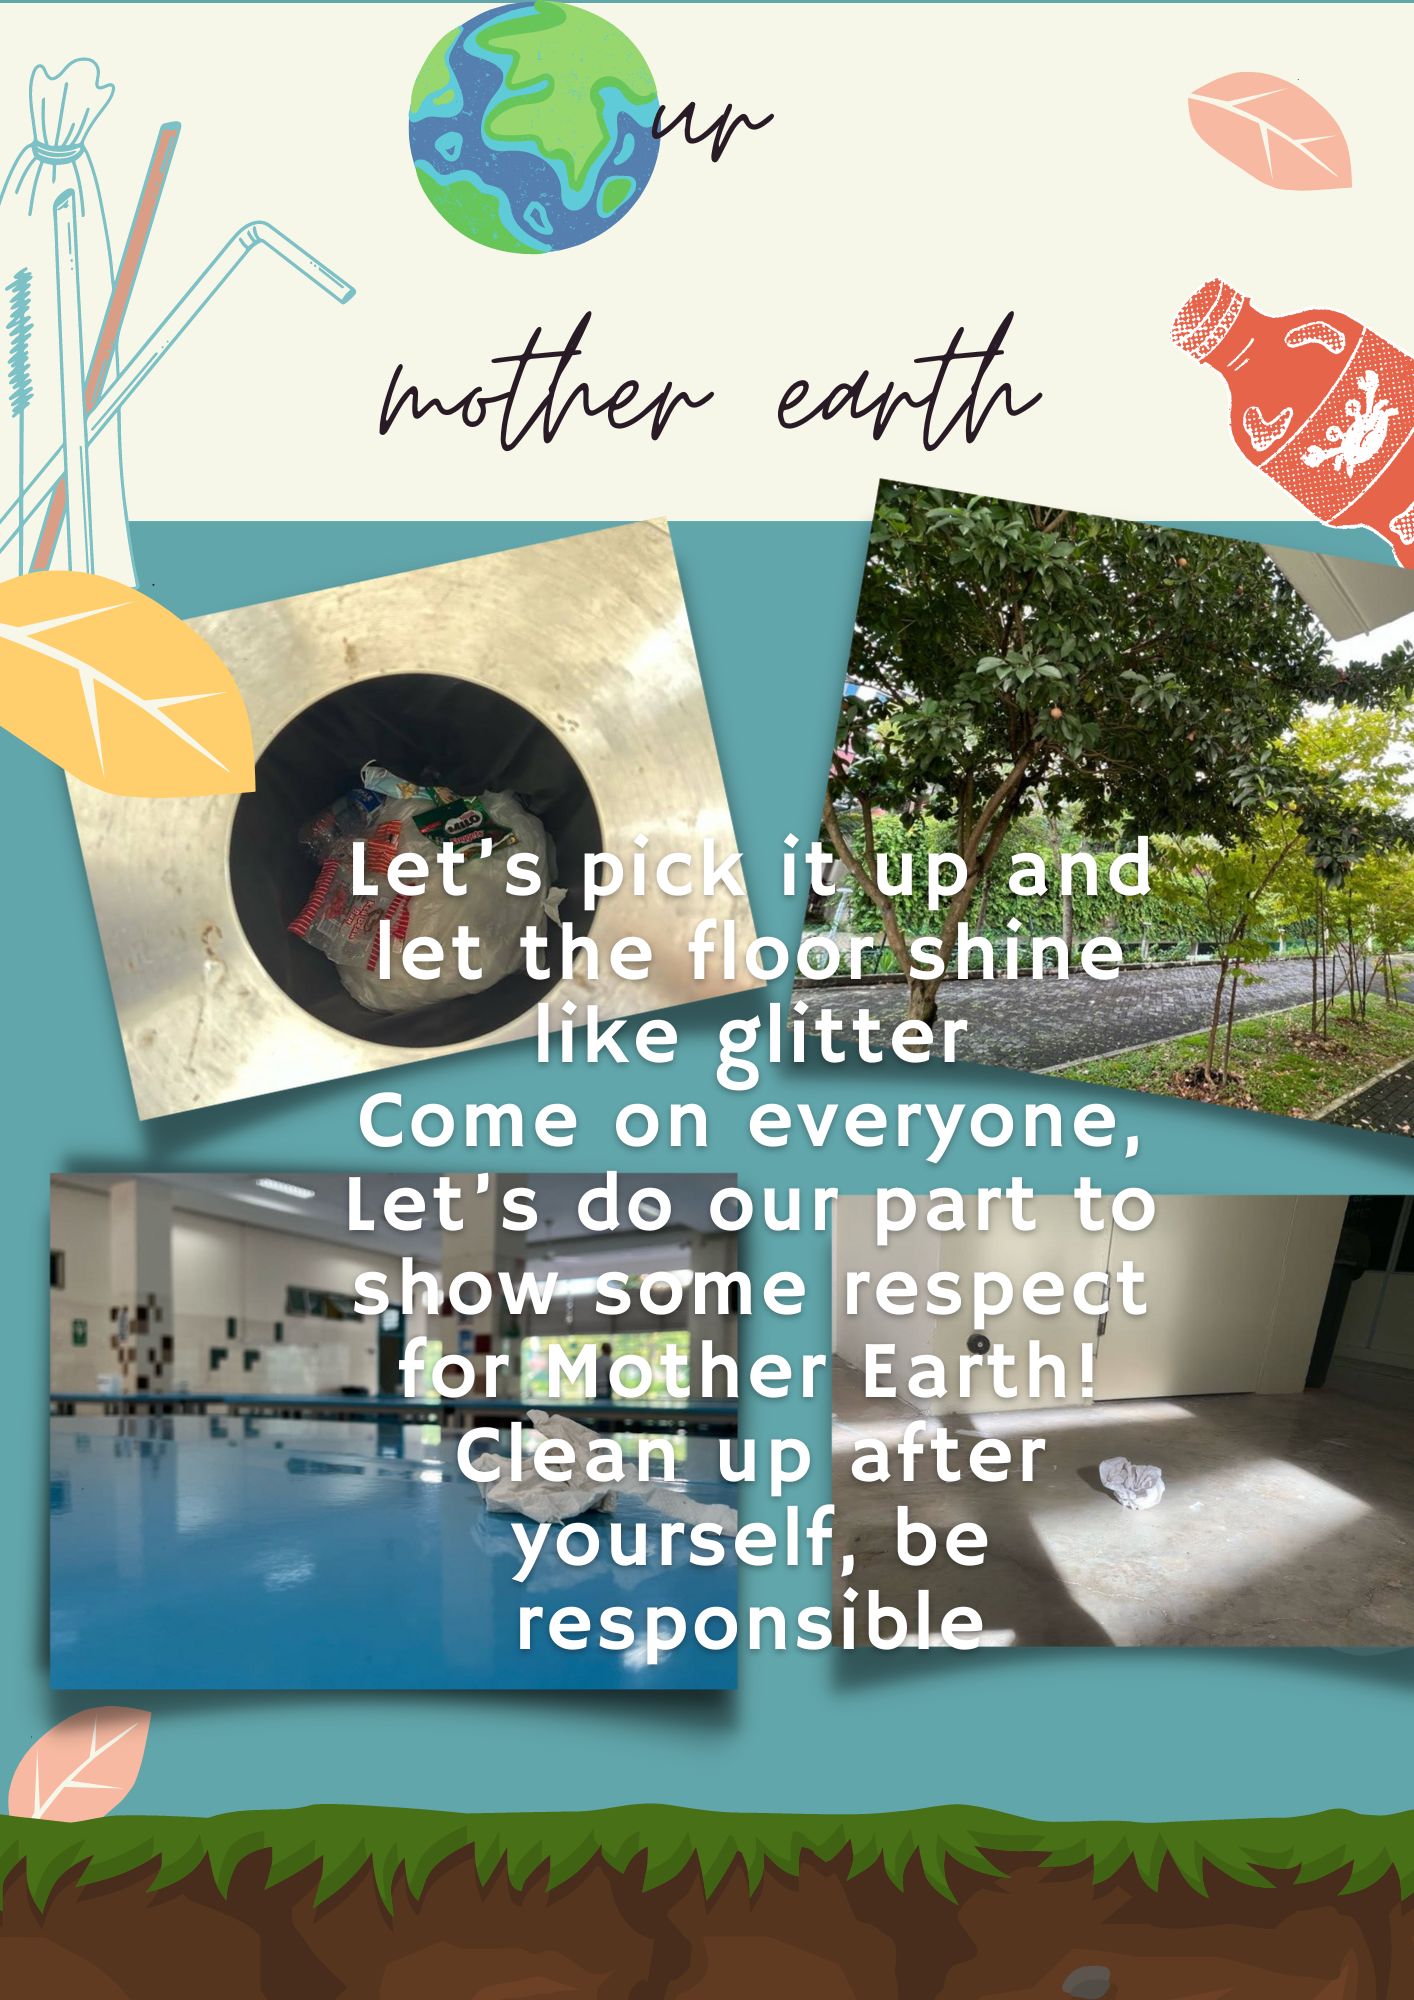 ur
mother earth
MILO
Let's pick it up and
let the floor shine
like glitter
Come on everyone,
Let's do our part to
show some respect
for Mother Earth!
Clean up after
yourself, be
responsible